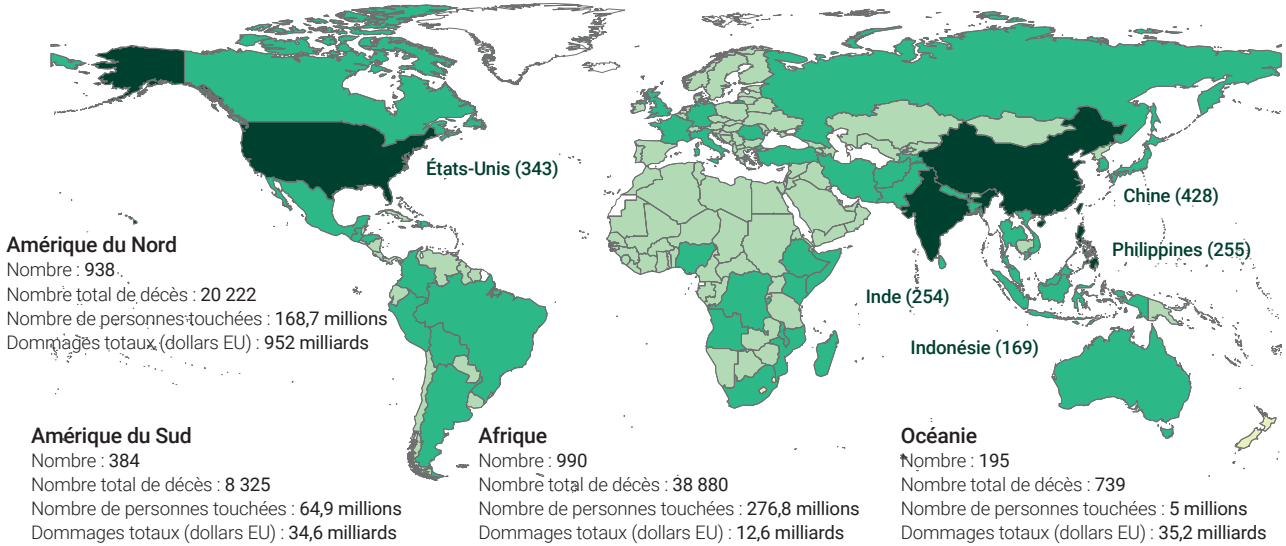 États-Unis (343)
Chine (428)
Philippines (255)
Inde (254)
Indonésie (169)
Amérique du Nord
Nombre : 938
Nombre total de décès : 20 222
Nombre de personnes touchées : 168,7 millions
Dommages totaux (dollars EU) : 952 milliards
Amérique du Sud
Nombre : 384
Nombre total de décès : 8 325
Nombre de personnes touchées : 64,9 millions
Dommages totaux (dollars EU) : 34,6 milliards
Afrique
Nombre : 990
Nombre total de décès : 38 880
Nombre de personnes touchées : 276,8 millions
Dommages totaux (dollars EU) : 12,6 milliards
Océanie
Nombre : 195
Nombre total de décès : 739
Nombre de personnes touchées : 5 millions
Dommages totaux (dollars EU) : 35,2 milliards